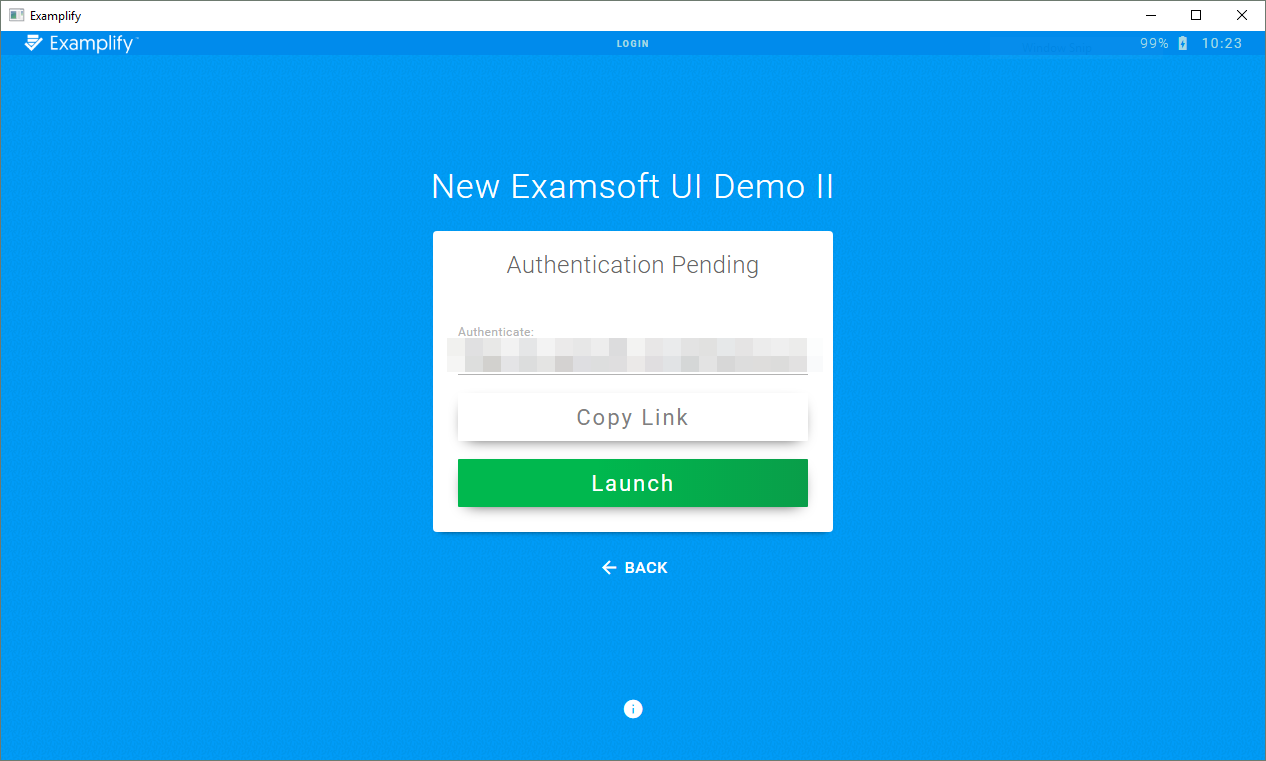 Examplify
Examplify
LOGIN
99%
10:23
New Examsoft UI Demo II
Authentication Pending
Authenticate:
Copy Link
Launch
BACK